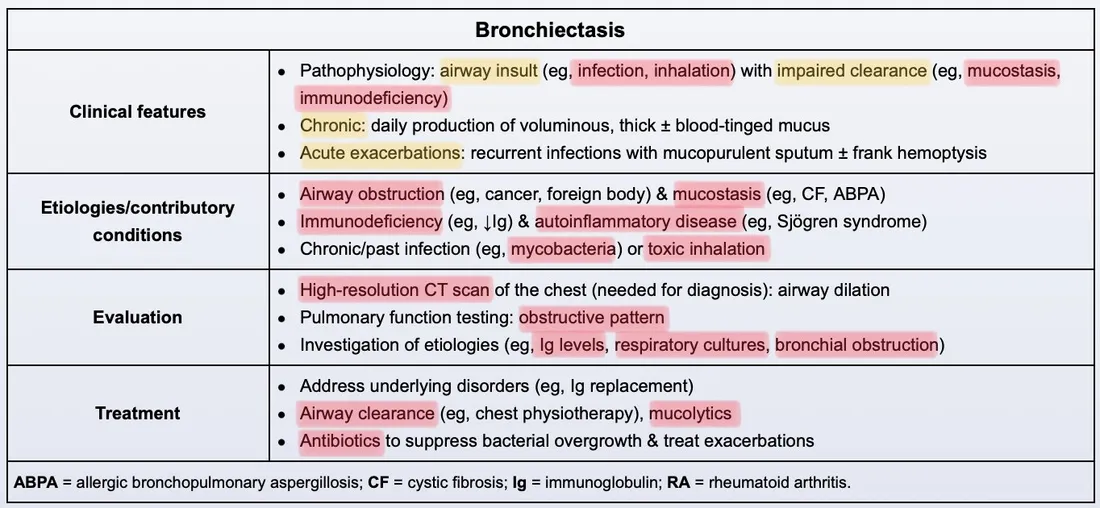 Bronchiectasis
Clinical features
• Pathophysiology: airway insult (eg, infection, inhalation) with impaired clearance (eg, mucostasis,
immunodeficiency)
• Chronic: daily production of voluminous, thick ± blood-tinged mucus
• Acute exacerbations: recurrent infections with mucopurulent sputum ± frank hemoptysis
Etiologies/contributory
conditions
• Airway obstruction (eg, cancer, foreign body) & mucostasis (eg, CF, ABPA)
• Immunodeficiency (eg, ↓Ig) & autoinflammatory disease (eg, Sjögren syndrome)
• Chronic/past infection (eg, mycobacteria) or toxic inhalation
Evaluation
• High-resolution CT scan of the chest (needed for diagnosis): airway dilation
• Pulmonary function testing: obstructive pattern
• Investigation of etiologies (eg, Ig levels, respiratory cultures, bronchial obstruction)
Treatment
• Address underlying disorders (eg, Ig replacement)
• Airway clearance (eg, chest physiotherapy), mucolytics
• Antibiotics to suppress bacterial overgrowth & treat exacerbations
ABPA = allergic bronchopulmonary aspergillosis; CF = cystic fibrosis; Ig = immunoglobulin; RA = rheumatoid arthritis.